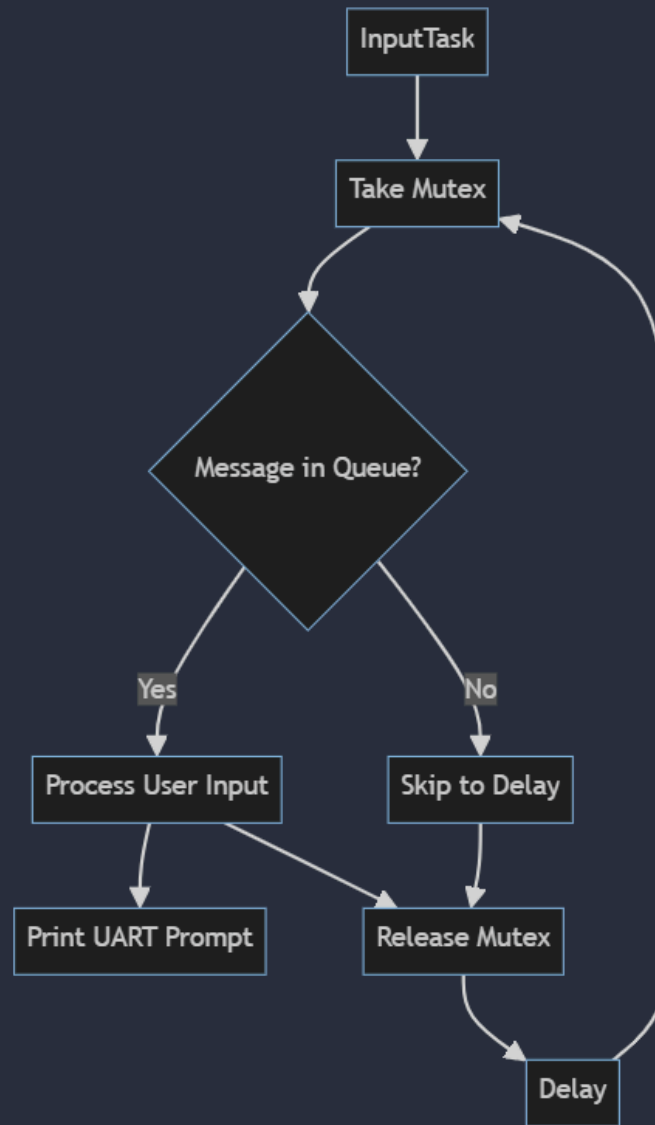 InputTask
Take Mutex
Message in Queue?
Yes
No
Process User Input
Skip to Delay
Print UART Prompt
Release Mutex
Delay